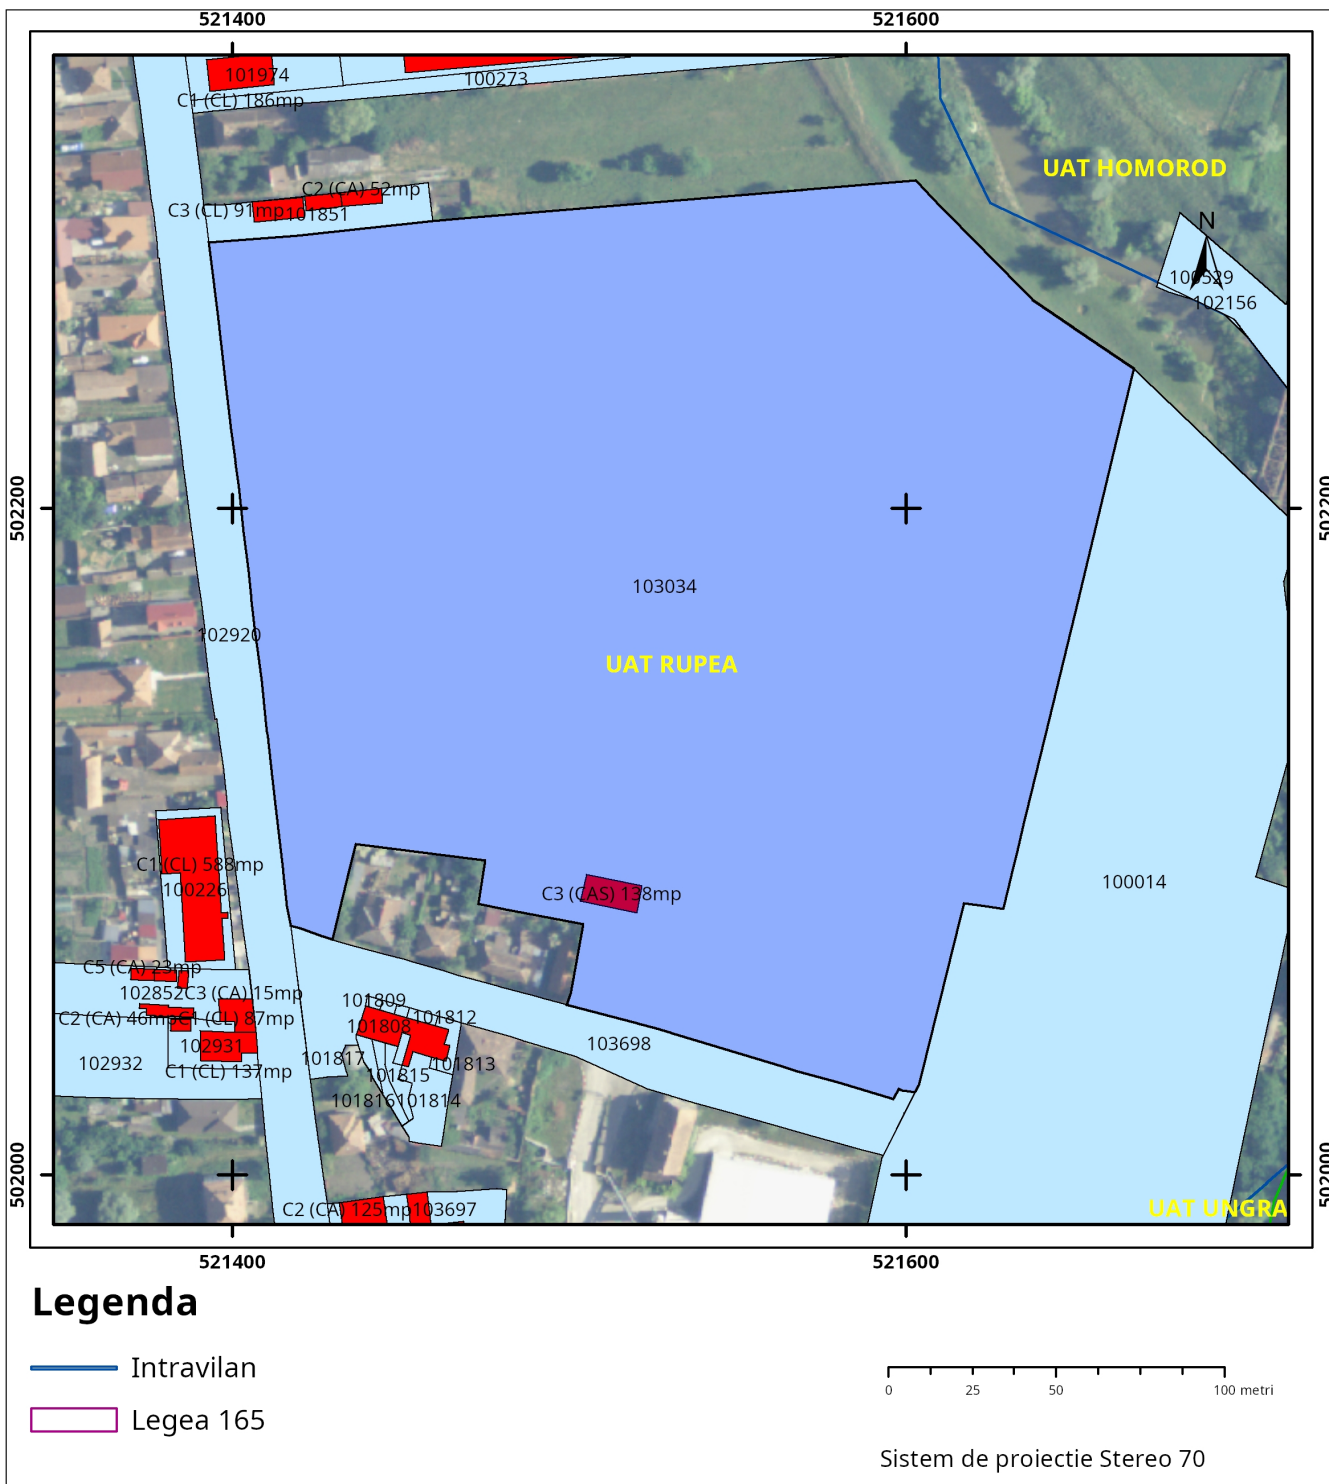 521400 521600
101974
100273
C1 (CL) 186mp
UAT HOMOROD
C2 (CA) 52mp
C3 (CL) 91mp 101851
N
100529
102156
502200 502200
103034
102920
UAT RUPEA
C1 (CL) 588mp
100226
C3 (CAS) 138mp
100014
C5 (CA) 23mp
102852 C3 (CA) 15mp
101809
C2 (CA) 46mp C1 (CL) 87mp
101812
101808
102931
103698
102932
101817
101813
C1 (CL) 137mp
101815
101816 101814
502000 502000
C2 (CA) 125mp 103697
UAT UNGRA
521400 521600
Legenda
Intravilan
Legea 165
0 25 50 100 metri
Sistem de proiectie Stereo 70